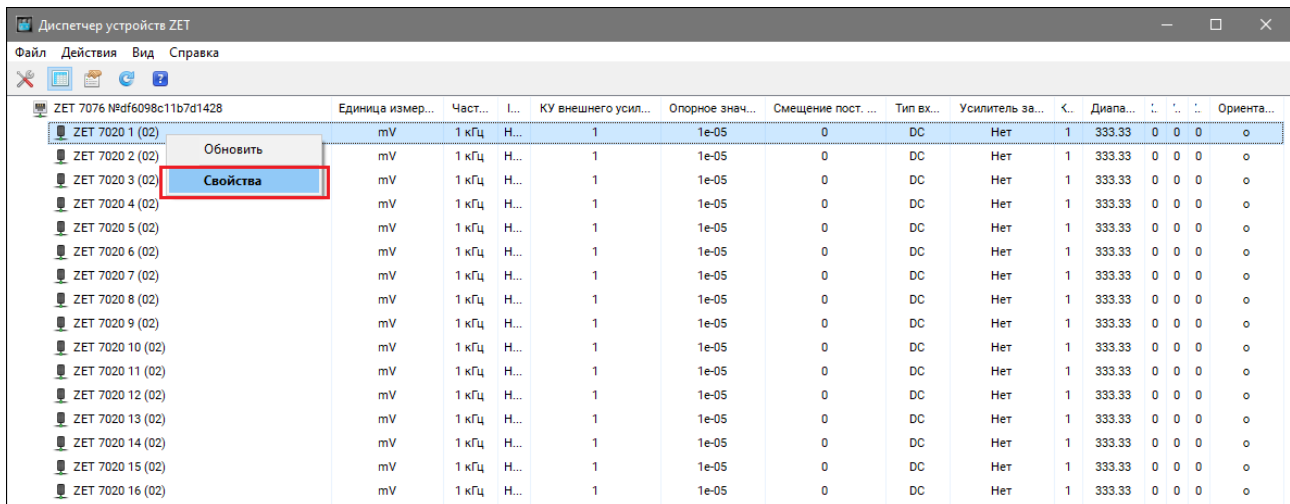 Диспетчер устройств ZET
Файл Действия Вид Справка
ZET 7076 №df6098c11b7d1428 Единица измер... Част... I... КУ внешнего усил... Опорное знач... Смещение пост. ... Тип вх... Усилитель за... Диапа... Ориента...
ZET 7020 1 (02) mV 1 кГц Н... 1 1e-05 0 DC Нет 1 333.33 0 0 0 o
Обновить
ZET 7020 2 (02) mV 1 кГц Н... 1 1e-05 0 DC Нет 1 333.33 0 0 0 o
Свойства
ZET 7020 3 (02) mV 1 кГц Н... 1 1e-05 0 DC Нет 1 333.33 0 0 0 o
ZET 7020 4 (02) mV 1 кГц Н... 1 1e-05 0 DC Нет 1 333.33 0 0 0 o
ZET 7020 5 (02) mV 1 кГц Н... 1 1e-05 0 DC Нет 1 333.33 0 0 0 o
ZET 7020 6 (02) mV 1 кГц Н... 1 1e-05 0 DC Нет 1 333.33 0 0 0 o
ZET 7020 7 (02) mV 1 кГц Н... 1 1e-05 0 DC Нет 1 333.33 0 0 0 o
ZET 7020 8 (02) mV 1 кГц Н... 1 1e-05 0 DC Нет 1 333.33 0 0 0 o
ZET 7020 9 (02) mV 1 кГц Н... 1 1e-05 0 DC Нет 1 333.33 0 0 0 o
ZET 7020 10 (02) mV 1 кГц Н... 1 1e-05 0 DC Нет 1 333.33 0 0 0 o
ZET 7020 11 (02) mV 1 кГц Н... 1 1e-05 0 DC Нет 1 333.33 0 0 0 o
ZET 7020 12 (02) mV 1 кГц Н... 1 1e-05 0 DC Нет 1 333.33 0 0 0 o
ZET 7020 13 (02) mV 1 кГц Н... 1 1e-05 0 DC Нет 1 333.33 0 0 0 o
ZET 7020 14 (02) mV 1 кГц Н... 1 1e-05 0 DC Нет 1 333.33 0 0 0 o
ZET 7020 15 (02) mV 1 кГц Н... 1 1e-05 0 DC Нет 1 333.33 0 0 0 o
ZET 7020 16 (02) mV 1 кГц Н... 1 1e-05 0 DC Нет 1 333.33 0 0 0 o